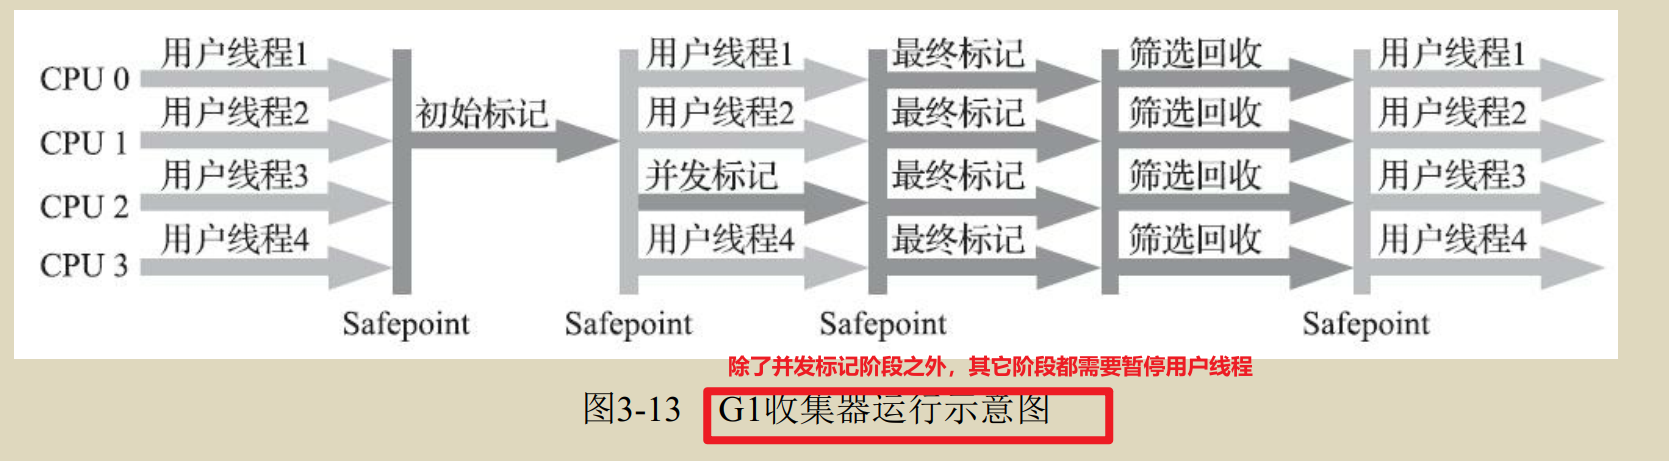 用户线程1 用户线程1 最终标记 筛选回收 用户线程1
CPU 0
用户线程2 初始标记 用户线程2 最终标记 筛选回收 用户线程2
CPU 1
用户线程3 并发标记 最终标记 筛选回收 用户线程3
CPU 2
用户线程4 用户线程4 最终标记 筛选回收 用户线程4
CPU 3
Safepoint Safepoint Safepoint Safepoint
除了并发标记阶段之外，其它阶段都需要暂停用户线程
图3-13 G1收集器运行示意图